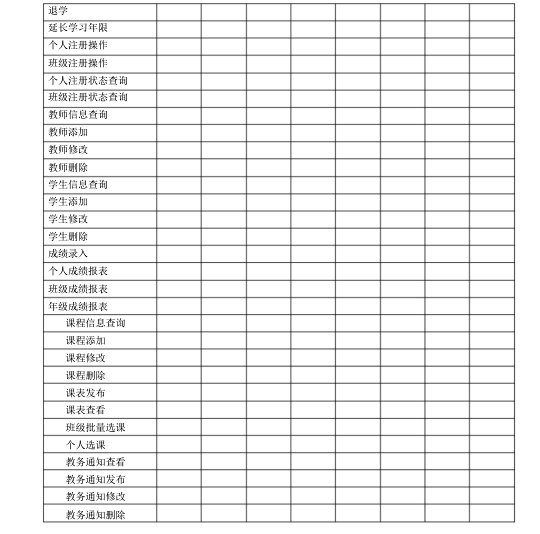 退学
延长学习年限
个人注册操作
班级注册操作
个人注册状态查询
班级注册状态查询
教师信息查询
教师添加
教师修改
教师删除
学生信息查询
学生添加
学生修改
学生删除
成绩录入
个人成绩报表
班级成绩报表
年级成绩报表
课程信息查询
课程添加
课程修改
课程删除
课表发布
课表查看
班级批量选课
个人选课
教务通知查看
教务通知发布
教务通知修改
教务通知删除